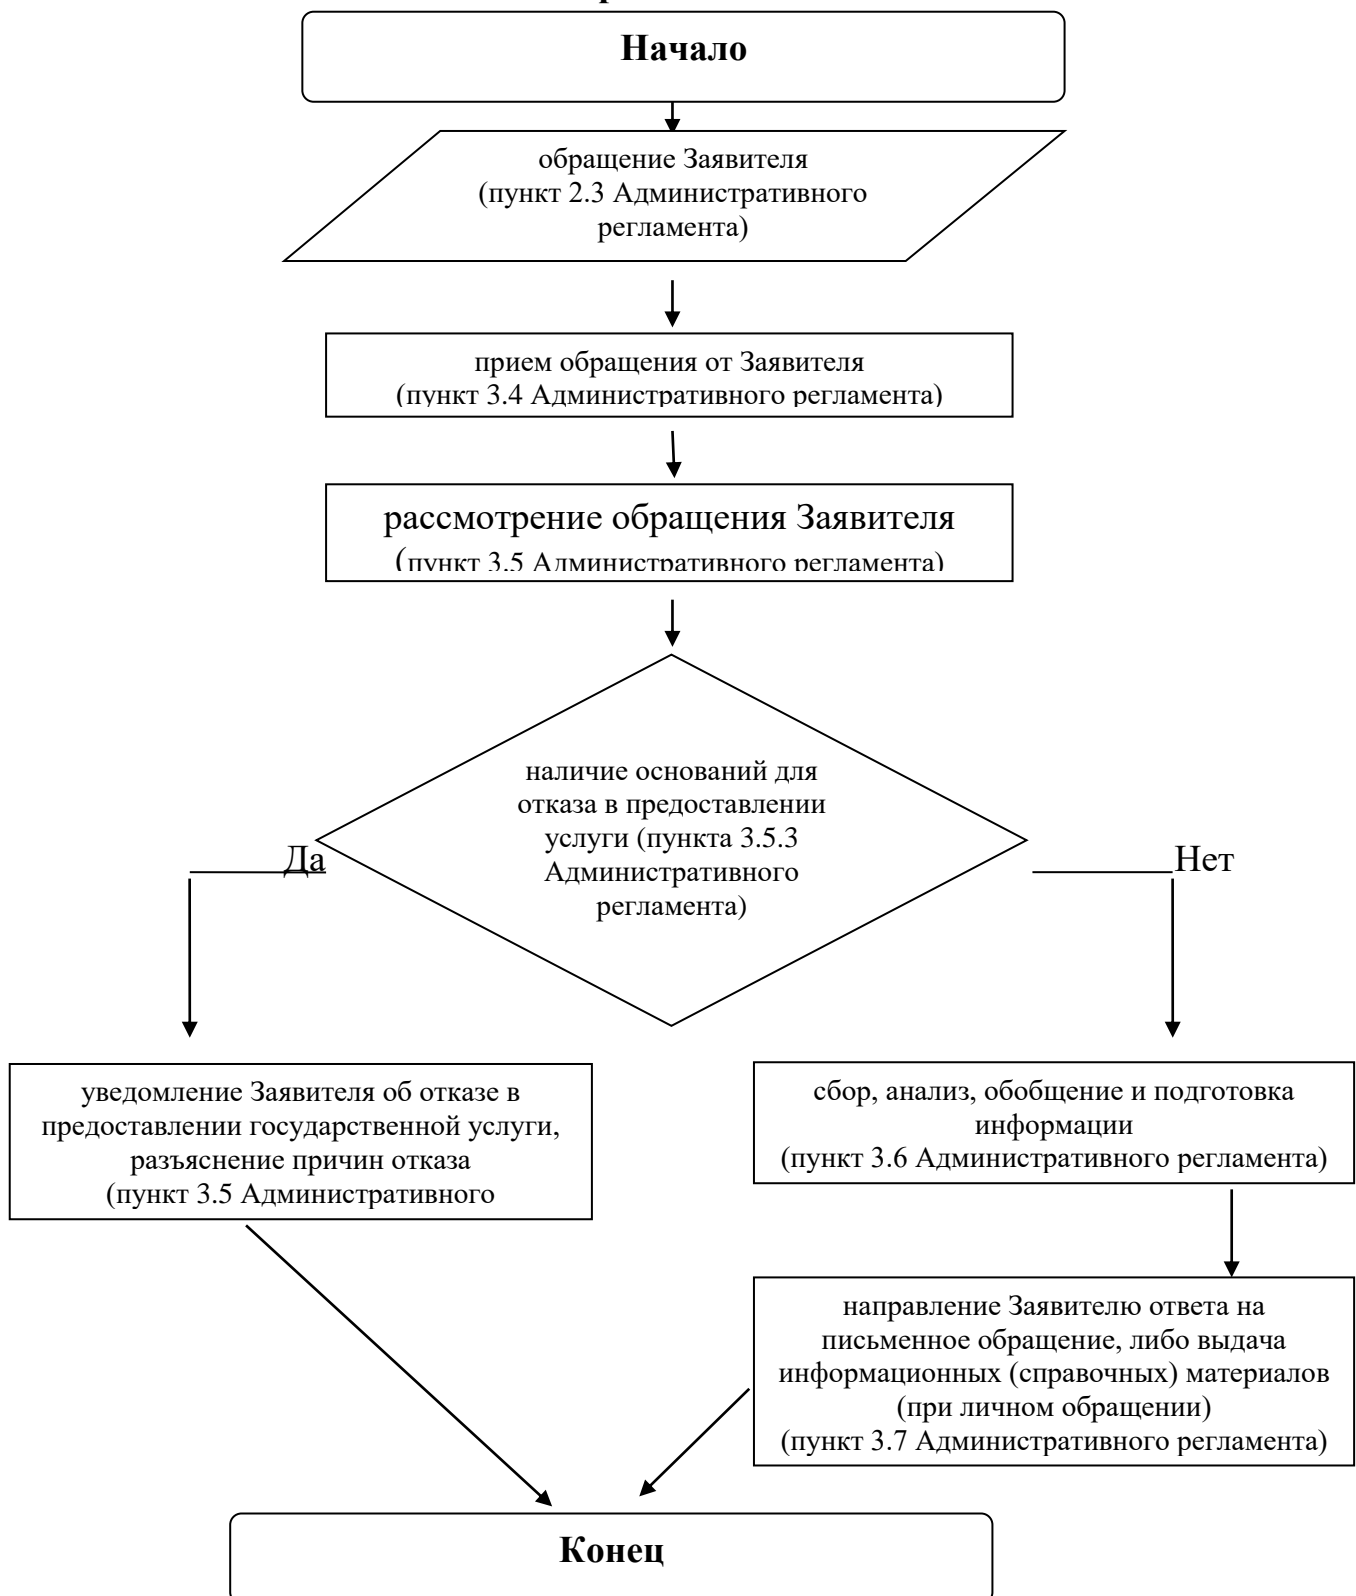 Начало
обращение Заявителя
(пункт 2.3 Административного
регламента)
прием обращения от Заявителя
(пункт 3.4 Административного регламента)
рассмотрение обращения Заявителя
(пункт 3.5 Административного регламента)
наличие оснований для
отказа в предоставлении
услуги (пункта 3.5.3
Административного
регламента)
Да
Нет
уведомление Заявителя об отказе в
предоставлении государственной услуги,
разъяснение причин отказа
(пункт 3.5 Административного
сбор, анализ, обобщение и подготовка
информации
(пункт 3.6 Административного регламента)
направление Заявителю ответа на
письменное обращение, либо выдача
информационных (справочных) материалов
(при личном обращении)
(пункт 3.7 Административного регламента)
Конец